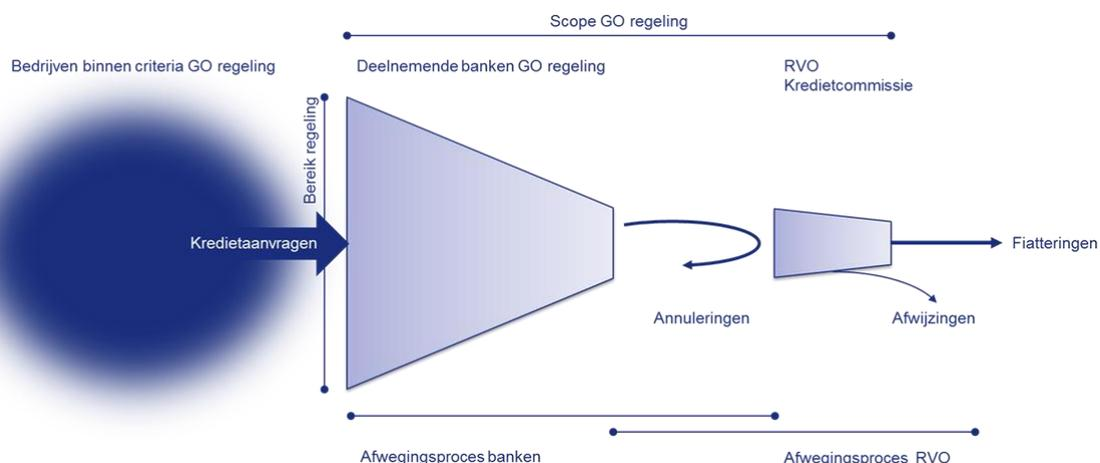 Scope GO regeling
Bedrijven binnen criteria GO regeling
Deelnemende banken GO regeling
RVO
Kredietcommissie
Bereik regeling
Kredietaanvragen
Fiatteringen
Annuleringen
Afwijzingen
Afwegingsproces banken
Afwegingsproces RVO